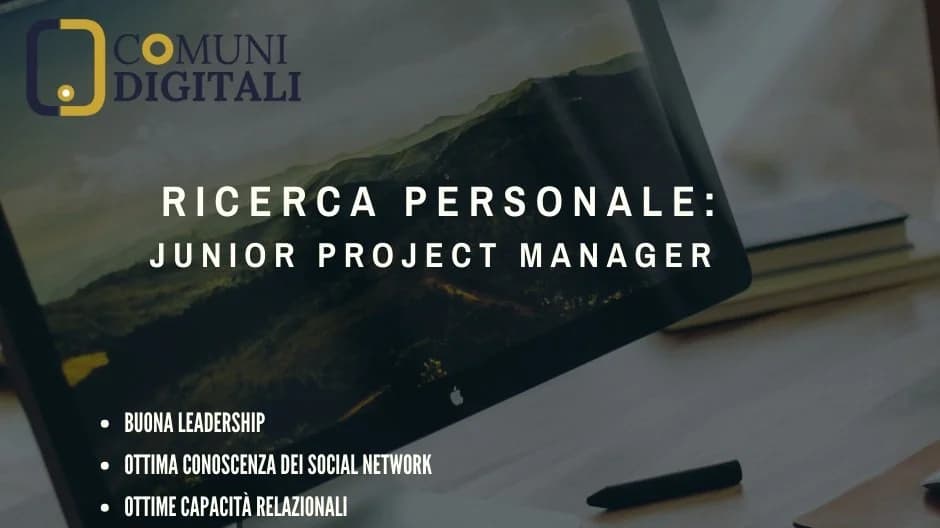 COMUNI
DIGITALI
RICERCA PERSONALE:
JUNIOR PROJECT MANAGER
• BUONA LEADERSHIP
• OTTIMA CONOSCENZA DEI SOCIAL NETWORK
• OTTIME CAPACITÀ RELAZIONALI